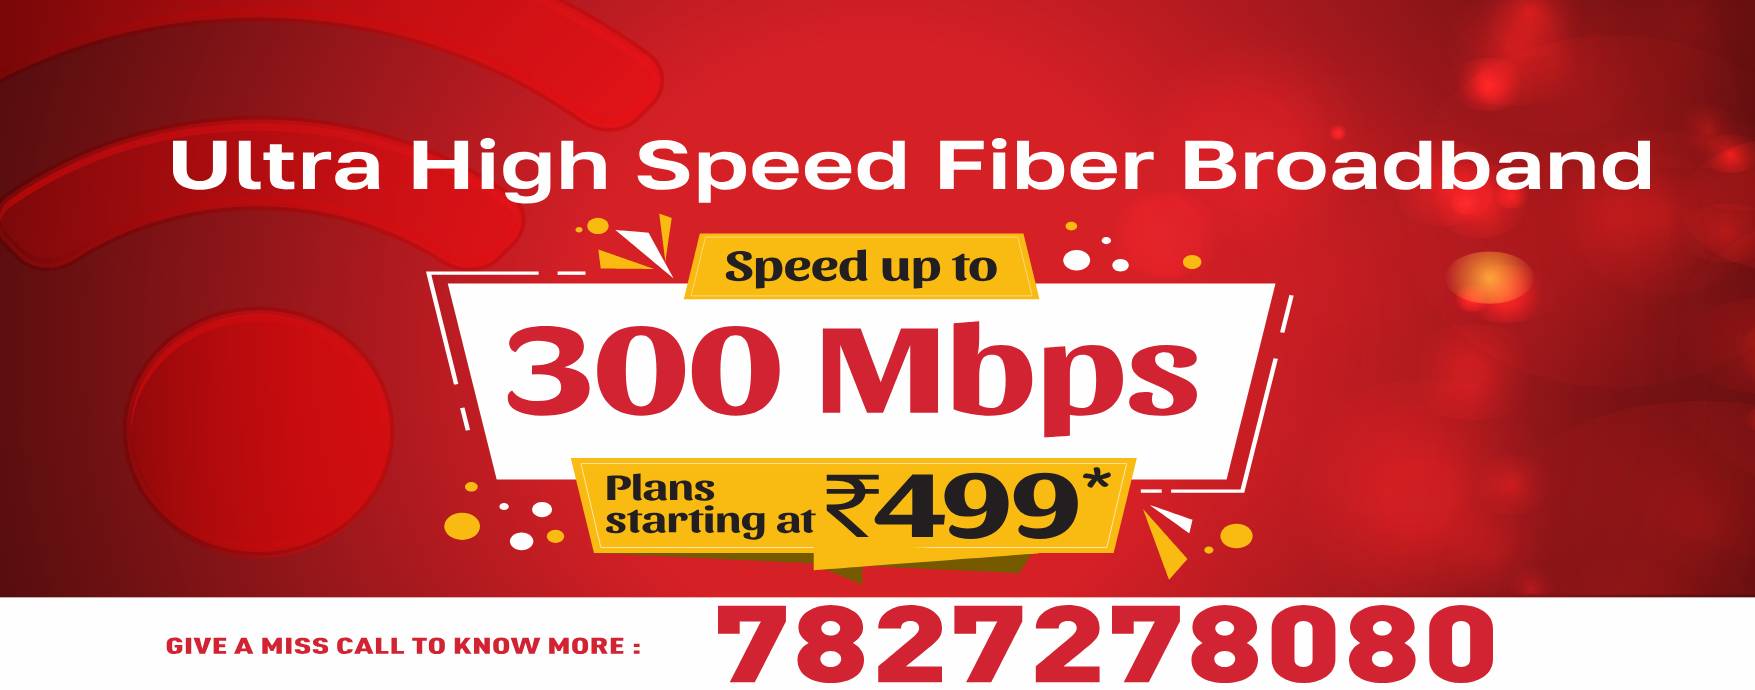 Ultra High Speed Fiber Broadband
Speed up to
300 Mbps
Plans
starting at ₹499*
GIVE A MISS CALL TO KNOW MORE : 7827278080